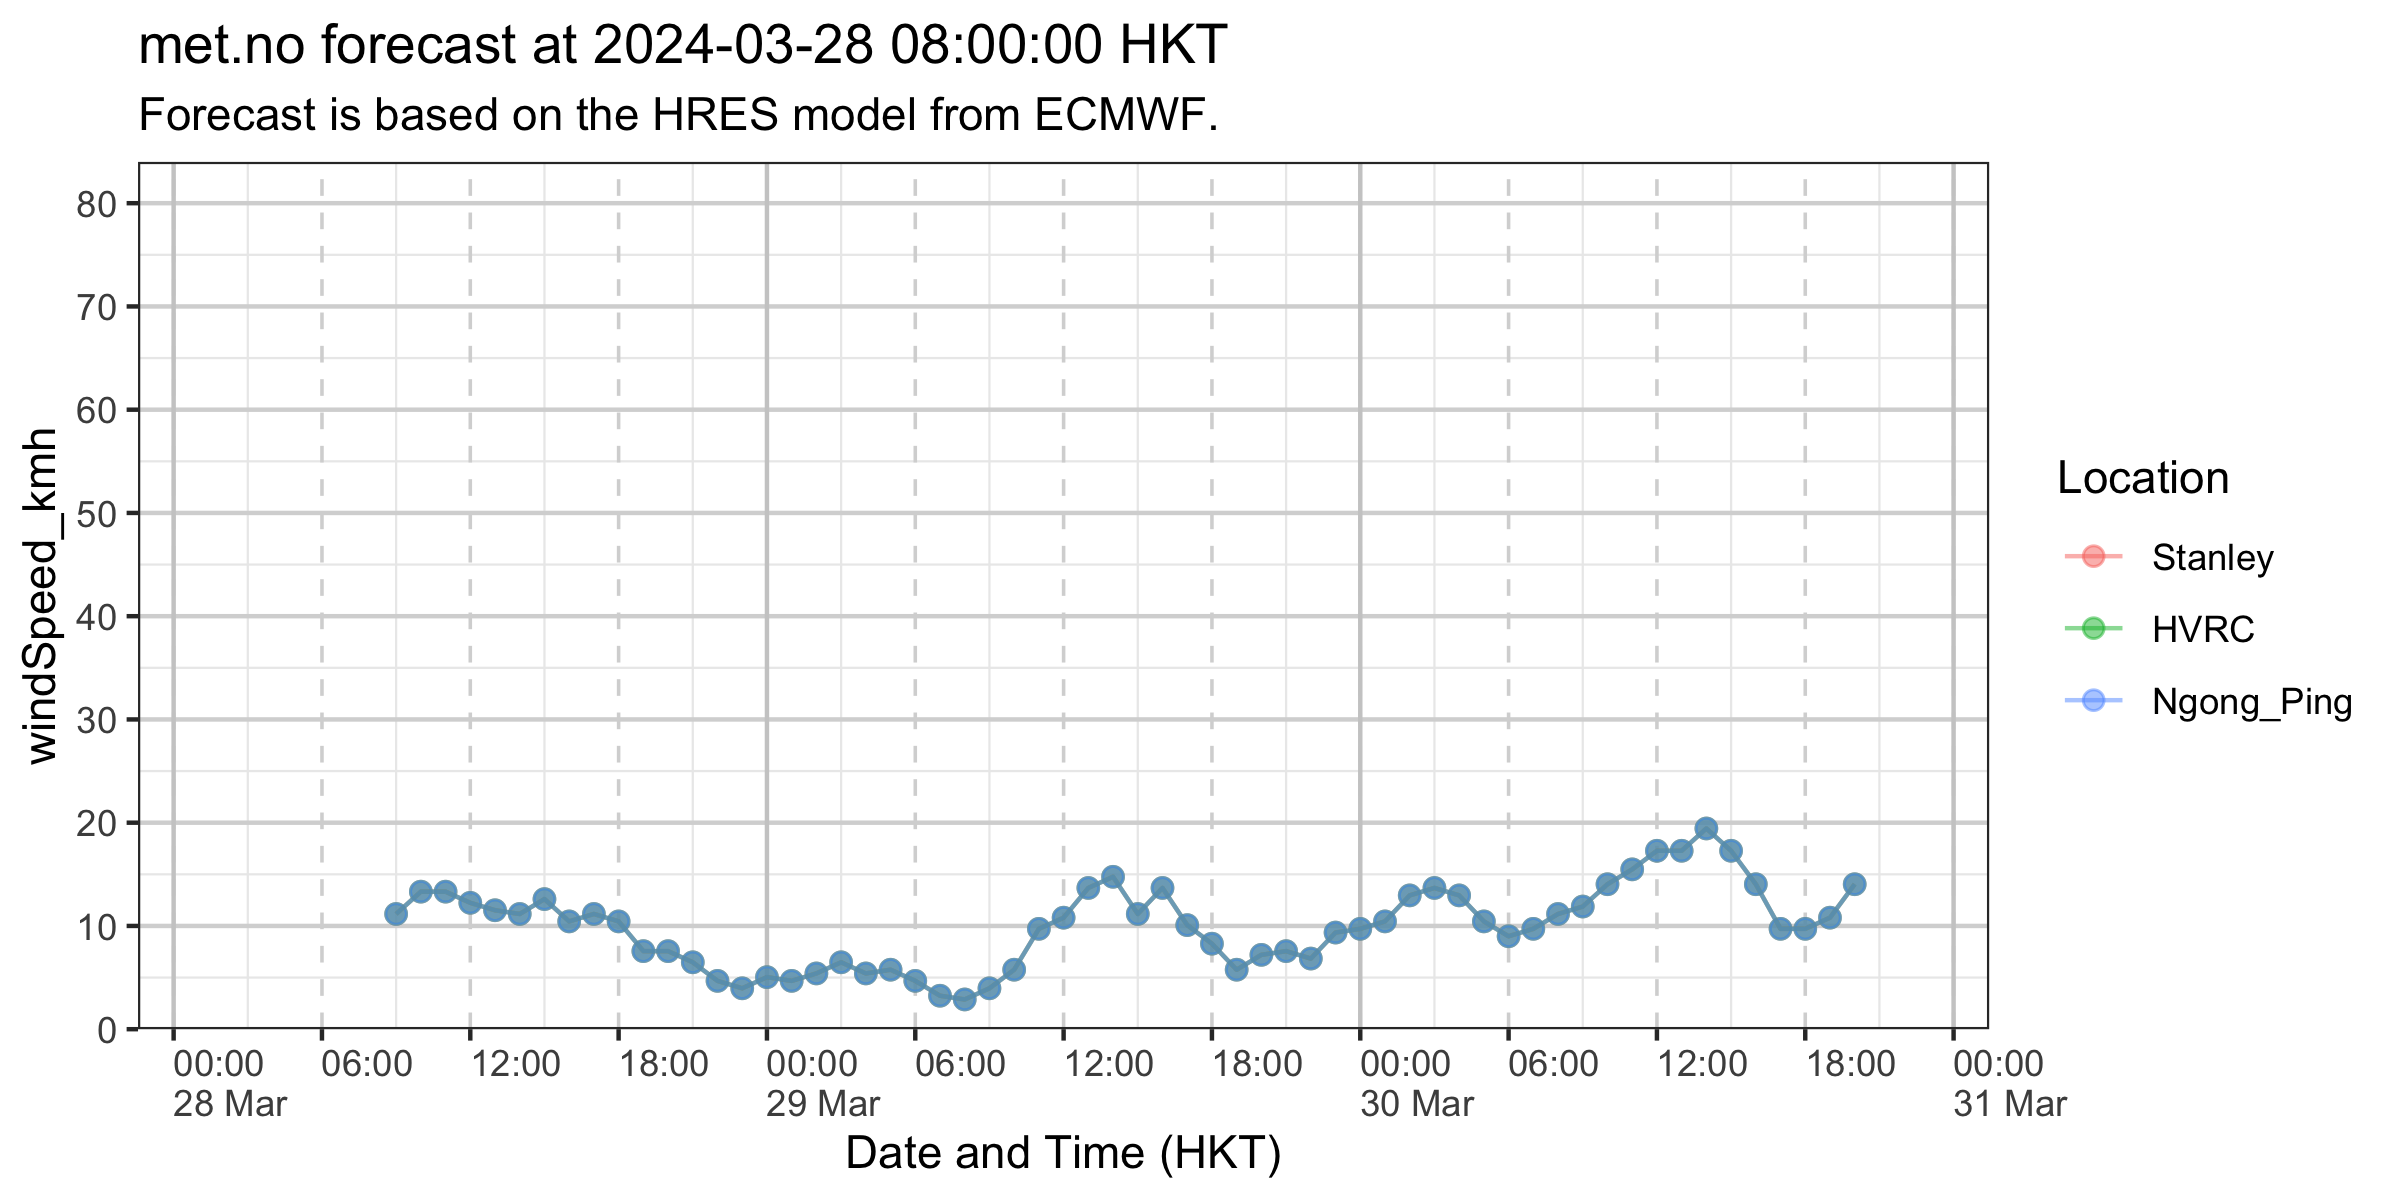 met.no forecast at 2024-03-28 08:00:00 HKT
Forecast is based on the HRES model from ECMWF.
windSpeed_kmh
80
70
60
50
40
30
20
10
0
00:00 06:00 12:00 18:00 00:00 06:00 12:00 18:00 00:00 06:00 12:00 18:00 00:00
28 Mar 29 Mar 30 Mar 31 Mar
Date and Time (HKT)
Location
Stanley
HVRC
Ngong_Ping